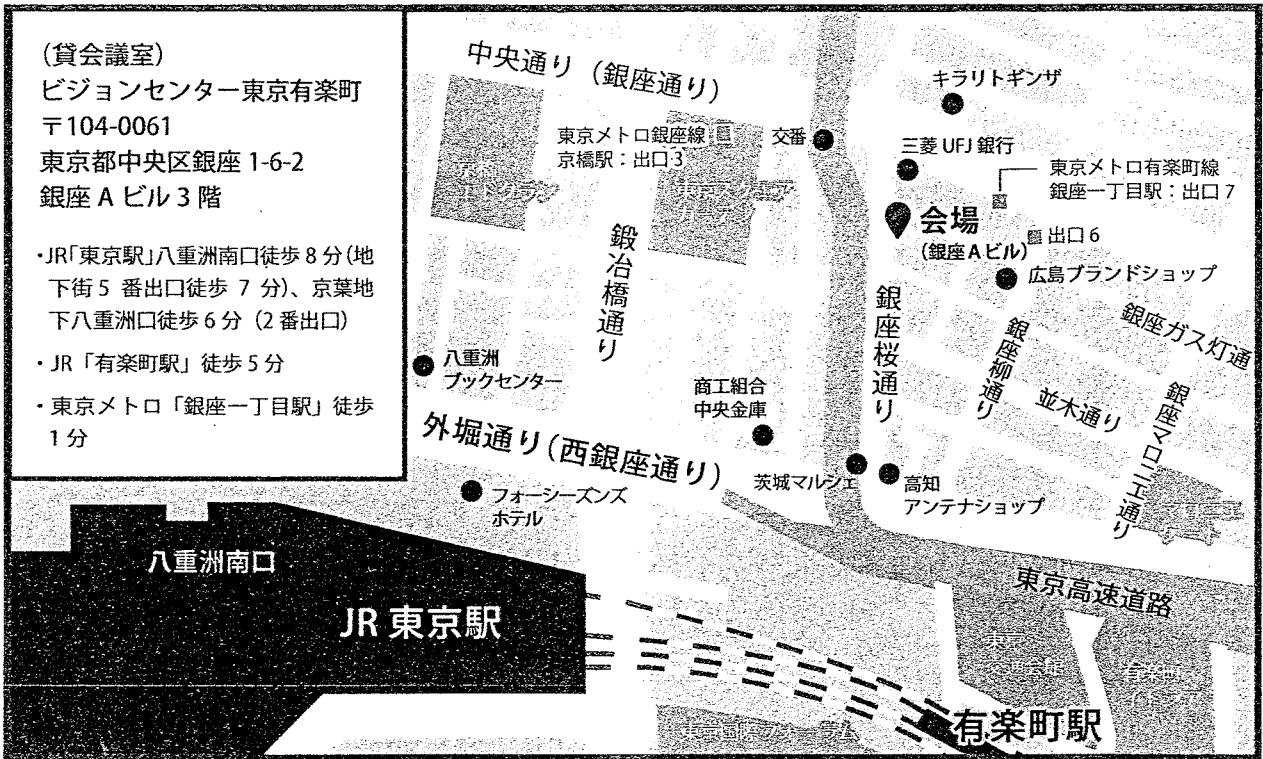 (貸会議室)
ビジョンセンター東京有楽町
〒104-0061
東京都中央区銀座 1-6-2
銀座 A ビル 3 階
・JR「東京駅」八重洲南口徒歩 8 分(地
下街 5 番出口徒歩 7 分)、京葉地
下八重洲口徒歩 6 分（2 番出口）
・JR「有楽町駅」徒歩 5 分
・東京メトロ「銀座一丁目駅」徒歩
1 分
中央通り（銀座通り）
東京メトロ銀座線
京橋駅：出口 3
交番
キラリトギンザ
三菱 UFJ 銀行
東京メトロ有楽町線
銀座一丁目駅：出口 7
会場
（銀座 A ビル）
出口 6
広島ブランドショップ
鍛冶橋通り
銀座桜通り
銀座柳通り
銀座ガス灯通
並木通り
銀座マロニエ通り
八重洲
ブックセンター
商工組合
中央金庫
外堀通り（西銀座通り）
茨城マルシェ
高知
アンテナショップ
フォーシーズンズ
ホテル
八重洲南口
JR 東京駅
東京高速道路
東京国際フォーラム
有楽町駅